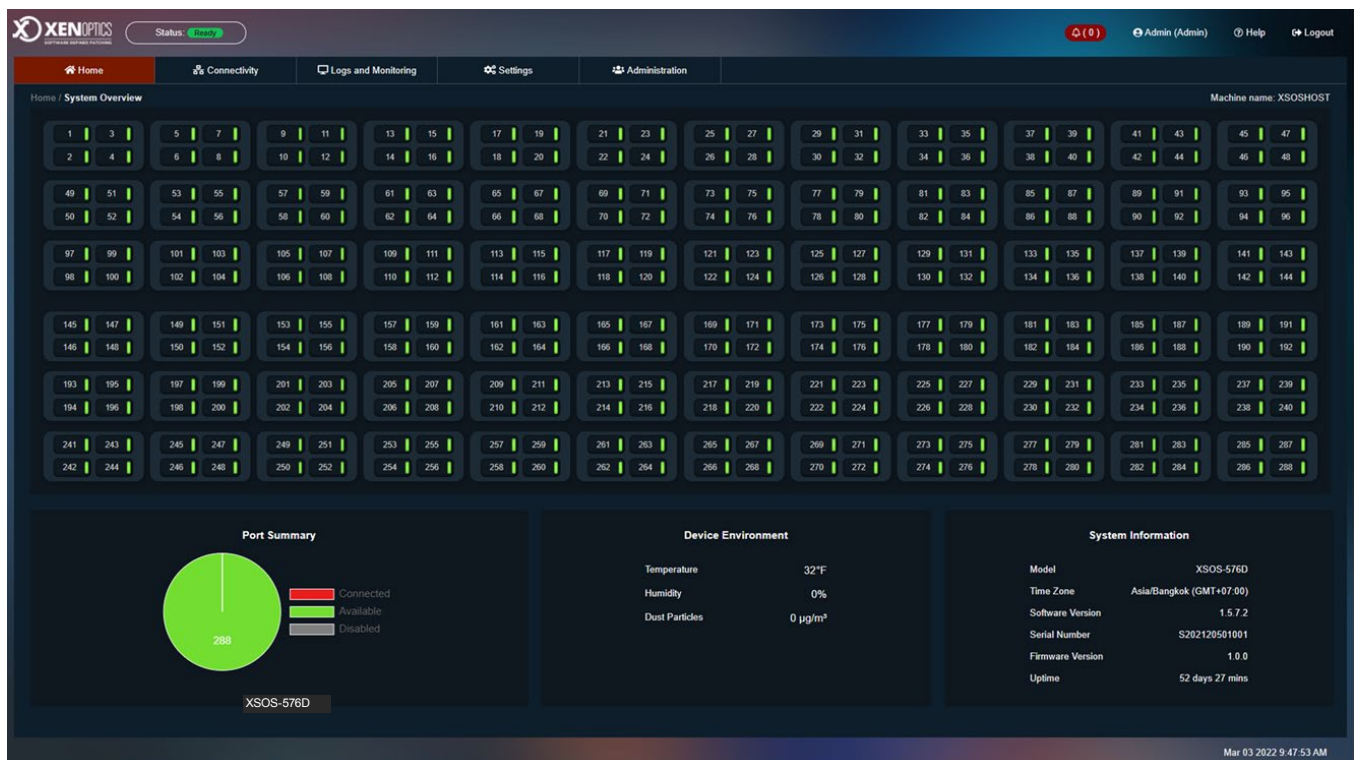 XENOPTICS
SOFTWARE DEFINED PATCHING
Status: Ready
(0) Admin (Admin) Help Logout
Home Connectivity Logs and Monitoring Settings Administration
Home / System Overview Machine name: XSOSHOST
1 3 5 7 9 11 13 15 17 19 21 23 25 27 29 31 33 35 37 39 41 43 45 47
2 4 6 8 10 12 14 16 18 20 22 24 26 28 30 32 34 36 38 40 42 44 46 48
49 51 53 55 57 59 61 63 65 67 69 71 73 75 77 79 81 83 85 87 89 91 93 95
50 52 54 56 58 60 62 64 66 68 70 72 74 76 78 80 82 84 86 88 90 92 94 96
97 99 101 103 105 107 109 111 113 115 117 119 121 123 125 127 129 131 133 135 137 139 141 143
98 100 102 104 106 108 110 112 114 116 118 120 122 124 126 128 130 132 134 136 138 140 142 144
145 147 149 151 153 155 157 159 161 163 165 167 169 171 173 175 177 179 181 183 185 187 189 191
146 148 150 152 154 156 158 160 162 164 166 168 170 172 174 176 178 180 182 184 186 188 190 192
193 195 197 199 201 203 205 207 209 211 213 215 217 219 221 223 225 227 229 231 233 235 237 239
194 196 198 200 202 204 206 208 210 212 214 216 218 220 222 224 226 228 230 232 234 236 238 240
241 243 245 247 249 251 253 255 257 259 261 263 265 267 269 271 273 275 277 279 281 283 285 287
242 244 246 248 250 252 254 256 258 260 262 264 266 268 270 272 274 276 278 280 282 284 286 288
Port Summary
Connected
Available
Disabled
288
XSOS-576D
Device Environment
Temperature 32°F
Humidity 0%
Dust Particles 0 µg/m³
System Information
Model XSOS-576D
Time Zone Asia/Bangkok (GMT+07:00)
Software Version 1.5.7.2
Serial Number S202120501001
Firmware Version 1.0.0
Uptime 52 days 27 mins
Mar 03 2022 9:47:53 AM